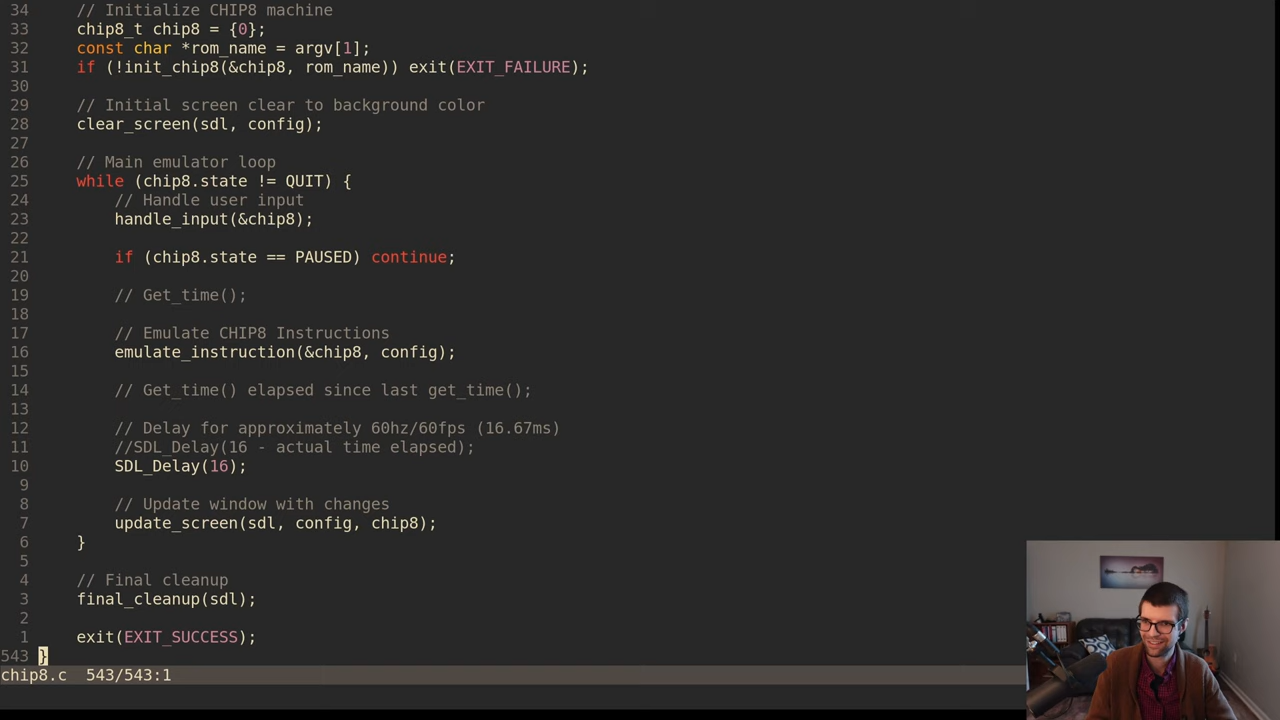 34 // Initialize CHIP8 machine
33 chip8_t chip8 = {0};
32 const char *rom_name = argv[1];
31 if (!init_chip8(&chip8, rom_name)) exit(EXIT_FAILURE);
30
29 // Initial screen clear to background color
28 clear_screen(sdl, config);
27
26 // Main emulator loop
25 while (chip8.state != QUIT) {
24 // Handle user input
23 handle_input(&chip8);
22
21 if (chip8.state == PAUSED) continue;
20
19 // Get_time();
18
17 // Emulate CHIP8 Instructions
16 emulate_instruction(&chip8, config);
15
14 // Get_time() elapsed since last get_time();
13
12 // Delay for approximately 60hz/60fps (16.67ms)
11 //SDL_Delay(16 - actual time elapsed);
10 SDL_Delay(16);
9
8 // Update window with changes
7 update_screen(sdl, config, chip8);
6 }
5
4 // Final cleanup
3 final_cleanup(sdl);
2
1 exit(EXIT_SUCCESS);
543 }
chip8.c 543/543:1